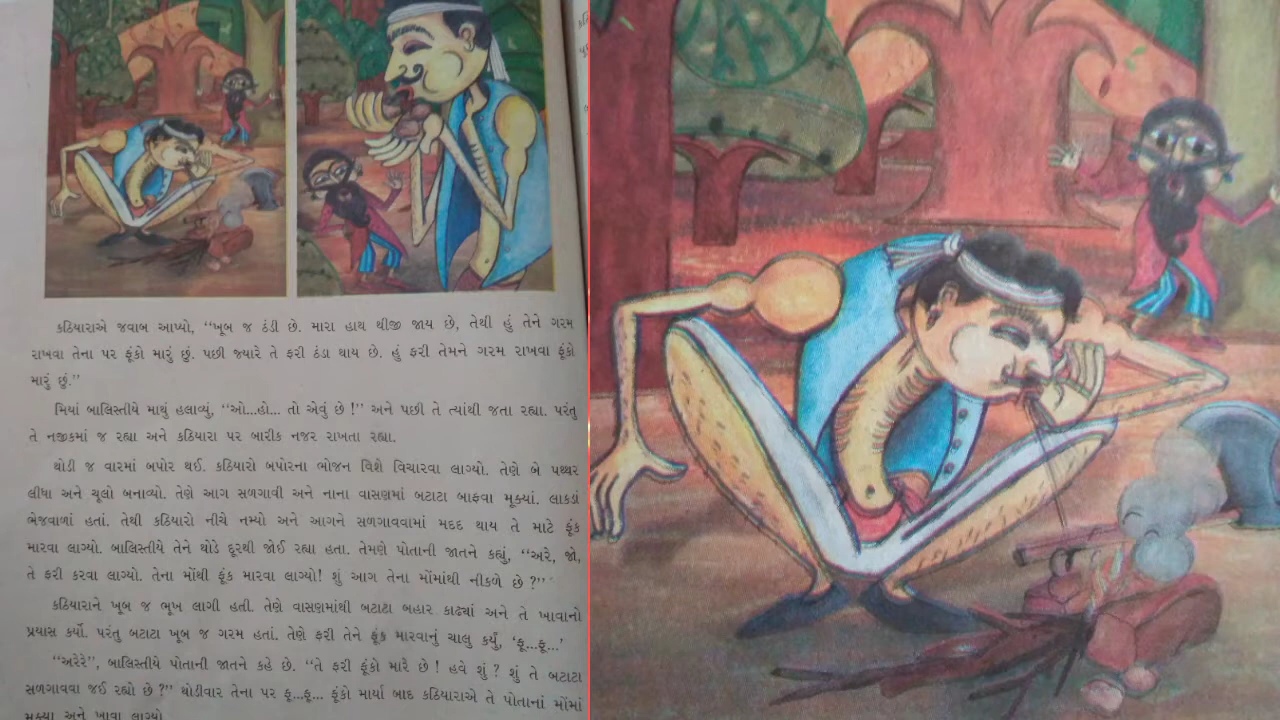 કઠિયારાએ જવાબ આપ્યો, “ખૂબ જ ઠંડી છે. મારા હાથ થીજી જાય છે, તેથી હું તેને ગરમ
રાખવા તેના પર ફૂંકો મારું છું. પછી જ્યારે તે ફરી ઠંડા થાય છે. હું ફરી તેમને ગરમ રાખવા ફૂંકો
મારું છું.”
મિયાં બાલિસ્તીયે માથું હલાવ્યું, “ઓ...હો... તો એવું છે !” અને પછી તે ત્યાંથી જતા રહ્યા. પરંતુ
તે નજીકમાં જ રહ્યા અને કઠિયારા પર બારીક નજર રાખતા રહ્યા.
થોડી જ વારમાં બપોર થઈ. કઠિયારો બપોરના ભોજન વિશે વિચારવા લાગ્યો. તેણે બે પથ્થર
લીધા અને ચૂલો બનાવ્યો. તેણે આગ સળગાવી અને નાના વાસણમાં બટાટા બાફવા મૂક્યાં. લાકડાં
ભેજવાળાં હતાં. તેથી કઠિયારો નીચે નમ્યો અને આગને સળગાવવામાં મદદ થાય તે માટે ફૂંક
મારવા લાગ્યો. બાલિસ્તીયે તેને થોડે દૂરથી જોઈ રહ્યા હતા. તેમણે પોતાની જાતને કહ્યું, “અરે, જો,
તે ફરી કરવા લાગ્યો. તેના મોંથી ફૂંક મારવા લાગ્યો! શું આગ તેના મોંમાંથી નીકળે છે ?”
કઠિયારાને ખૂબ જ ભૂખ લાગી હતી. તેણે વાસણમાંથી બટાટા બહાર કાઢ્યાં અને તે ખાવાનો
પ્રયાસ કર્યો. પરંતુ બટાટા ખૂબ જ ગરમ હતાં. તેણે ફરી તેને ફૂંક મારવાનું ચાલુ કર્યું, ‘ફૂ...ફૂ...’
“અરેરે”, બાલિસ્તીયે પોતાની જાતને કહે છે. “તે ફરી ફૂંકો મારે છે ! હવે શું ? શું તે બટાટા
સળગાવવા જઈ રહ્યો છે ?” થોડીવાર તેના પર ફૂ...ફૂ... ફૂંકો માર્યા બાદ કઠિયારાએ તે પોતાનાં મોંમાં
મૂક્યા અને ખાવા લાગ્યો